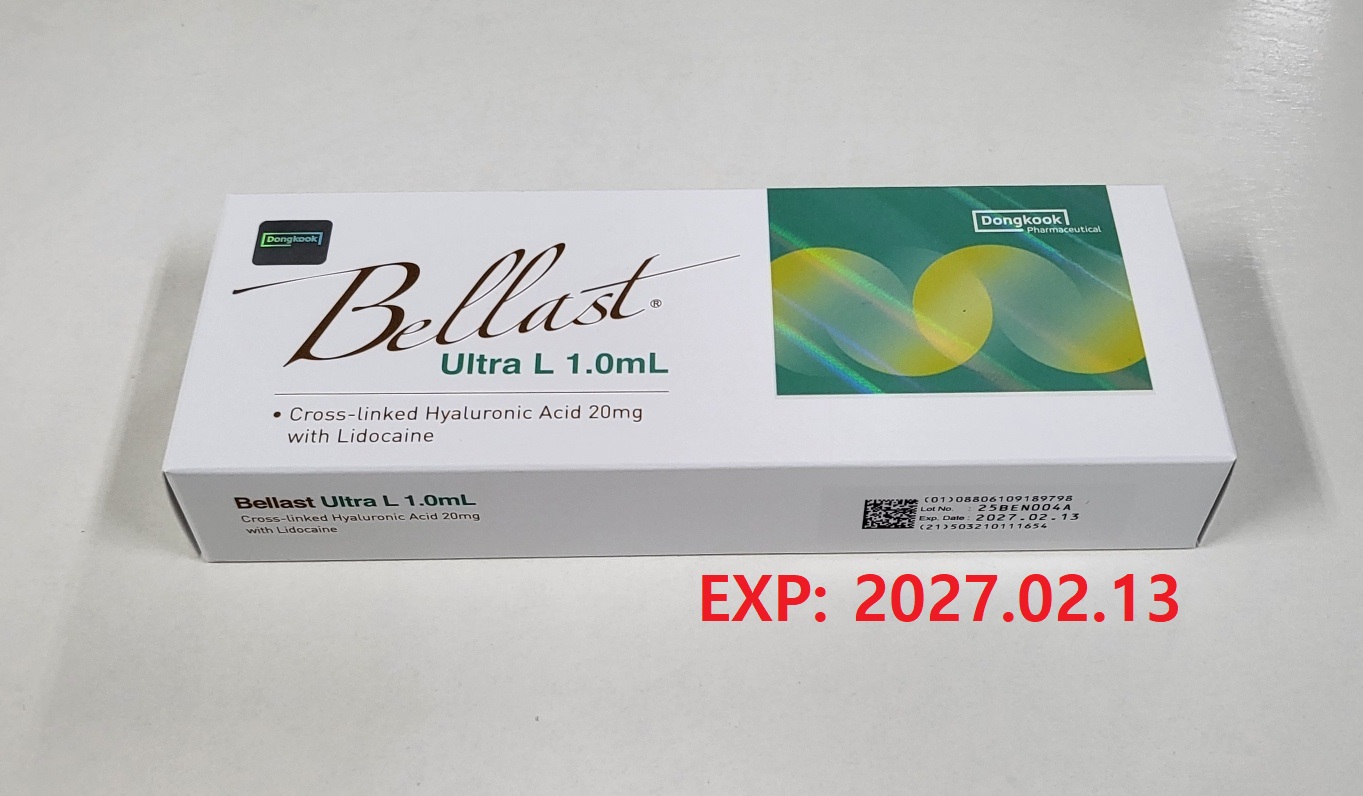 Dongkook
Dongkook
Pharmaceutical
Bellast®
Ultra L 1.0mL
• Cross-linked Hyaluronic Acid 20mg
with Lidocaine
Bellast Ultra L 1.0mL
Cross-linked Hyaluronic Acid 20mg
with Lidocaine
(01)08806109189798
Lot No. : 25BEN004A
Exp. Date : 2027.02.13
(21)503210111654
EXP: 2027.02.13